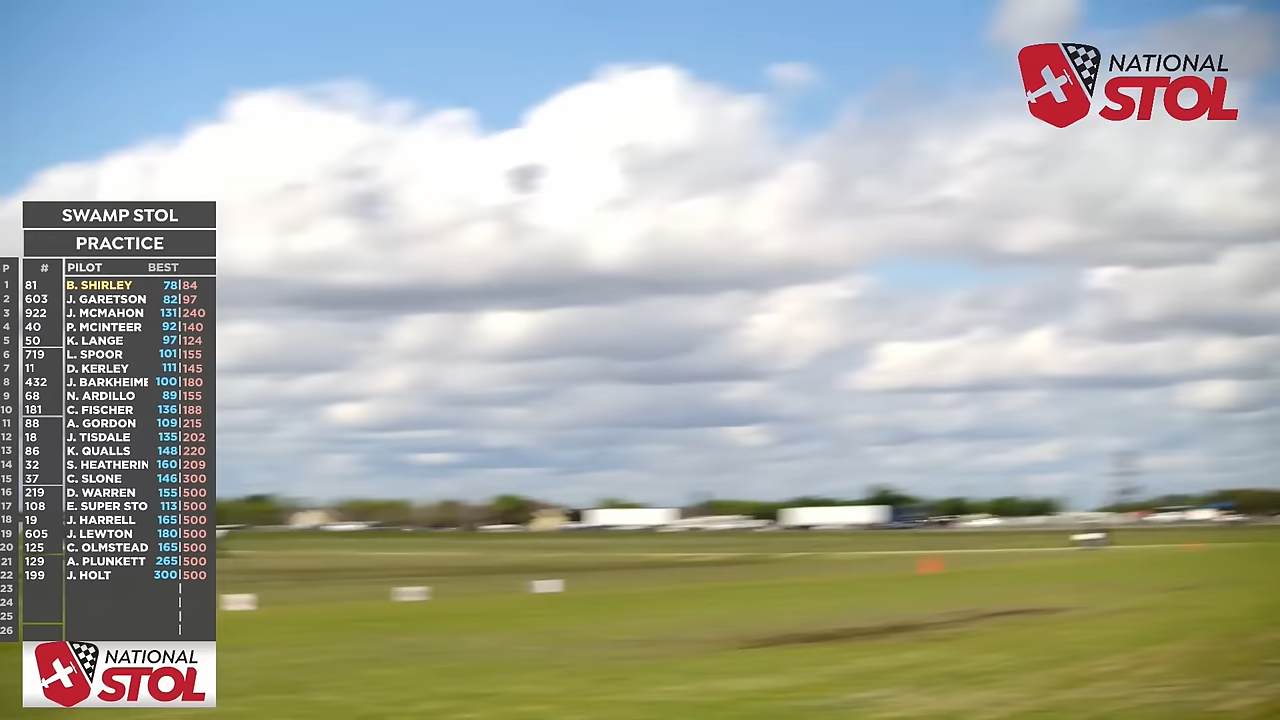 NATIONAL
STOL
SWAMP STOL
PRACTICE
P # PILOT BEST
1 81 B. SHIRLEY 78 84
2 603 J. GARETSON 82 97
3 922 J. MCMAHON 131 240
4 40 P. MCINTEER 92 140
5 50 K. LANGE 97 124
6 719 L. SPOOR 101 155
7 11 D. KERLEY 111 145
8 432 J. BARKHEIME 100 180
9 68 N. ARDILLO 89 155
10 181 C. FISCHER 136 188
11 88 A. GORDON 109 215
12 18 J. TISDALE 135 202
13 86 K. QUALLS 148 220
14 32 S. HEATHERIN 160 209
15 37 C. SLONE 146 300
16 219 D. WARREN 155 500
17 108 E. SUPER STO 113 500
18 19 J. HARRELL 165 500
19 605 J. LEWTON 180 500
20 125 C. OLMSTEAD 165 500
21 129 A. PLUNKETT 265 500
22 199 J. HOLT 300 500
23
24
25
26
NATIONAL
STOL